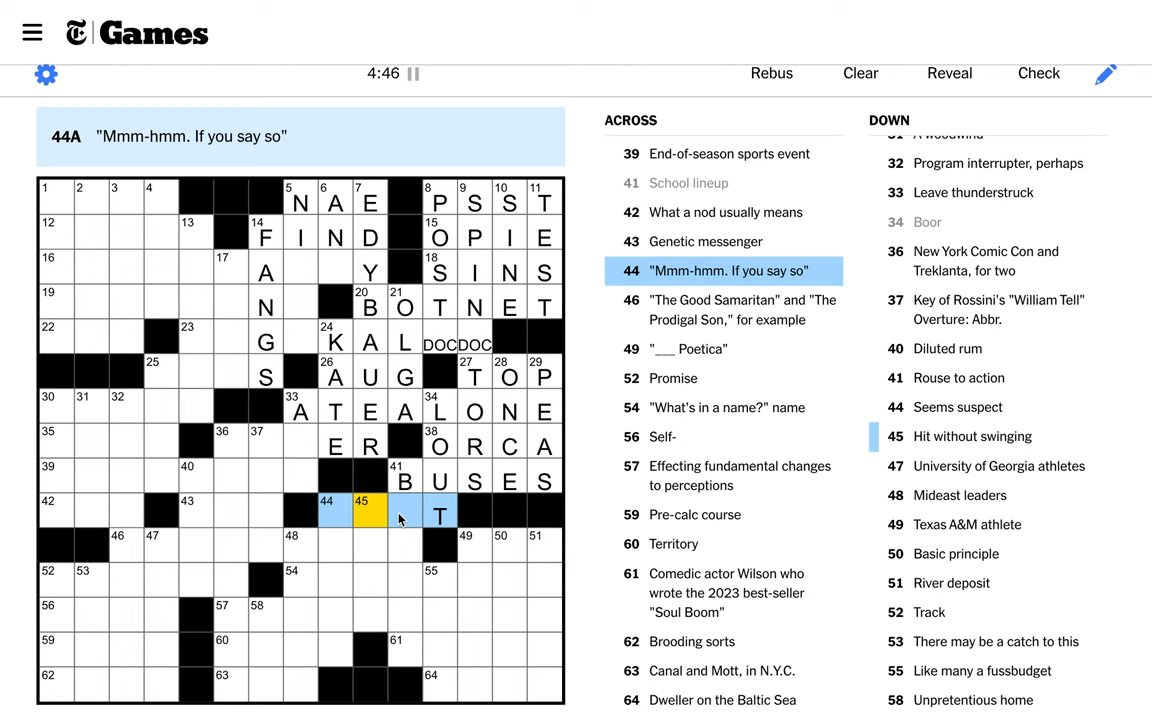 Games
4:46
Rebus
Clear
Reveal
Check
44A "Mmm-hmm. If you say so"
1 2 3 4 5 N 6 A 7 E 8 P 9 S 10 S 11 T
12 13 14 F I N D 15 O P I E
16 17 A Y 18 S I N S
19 N 20 B 21 O T N E T
22 23 G 24 K A L DOC DOC
25 S 26 A U G 27 T 28 O 29 P
30 31 32 33 A T E A 34 L O N E
35 36 37 E R 38 O R C A
39 40 41 B U S E S
42 43 44 45 T
46 47 48 49 50 51
52 53 54 55
56 57 58
59 60 61
62 63 64
ACROSS
39 End-of-season sports event
41 School lineup
42 What a nod usually means
43 Genetic messenger
44 "Mmm-hmm. If you say so"
46 "The Good Samaritan" and "The
Prodigal Son," for example
49 "___ Poetica"
52 Promise
54 "What's in a name?" name
56 Self-
57 Effecting fundamental changes
to perceptions
59 Pre-calc course
60 Territory
61 Comedic actor Wilson who
wrote the 2023 best-seller
"Soul Boom"
62 Brooding sorts
63 Canal and Mott, in N.Y.C.
64 Dweller on the Baltic Sea
DOWN
31 A woodwind
32 Program interrupter, perhaps
33 Leave thunderstruck
34 Boor
36 New York Comic Con and
Treklanta, for two
37 Key of Rossini's "William Tell"
Overture: Abbr.
40 Diluted rum
41 Rouse to action
44 Seems suspect
45 Hit without swinging
47 University of Georgia athletes
48 Mideast leaders
49 Texas A&M athlete
50 Basic principle
51 River deposit
52 Track
53 There may be a catch to this
55 Like many a fussbudget
58 Unpretentious home